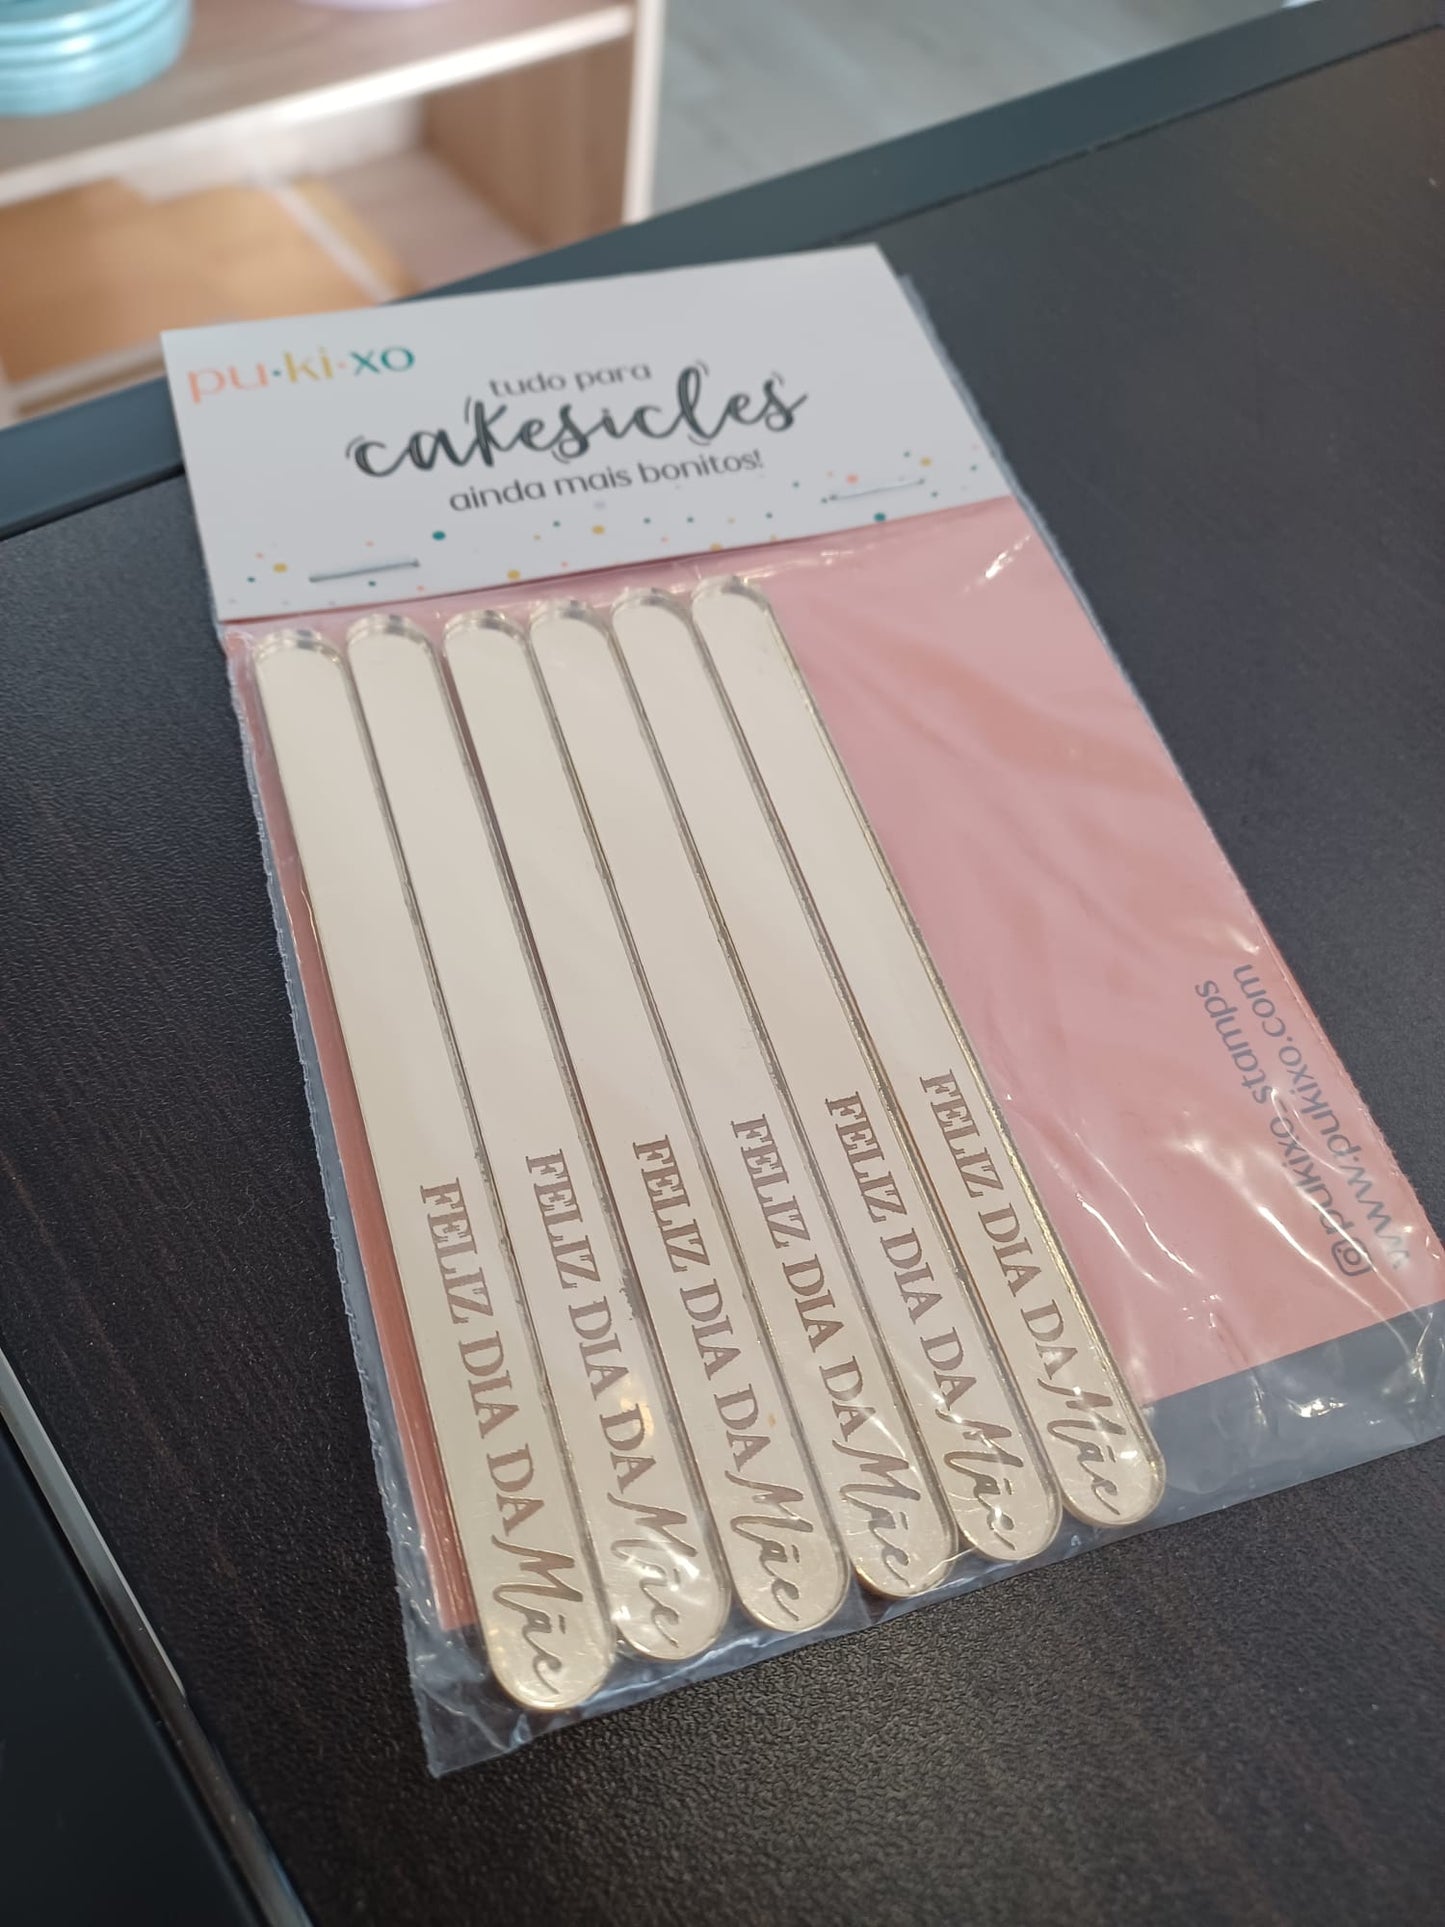 pu·ki·xo
tudo para
cakesicles
ainda mais bonitos!
FELIZ DIA DA Mãe
FELIZ DIA DA Mãe
FELIZ DIA DA Mãe
FELIZ DIA DA Mãe
FELIZ DIA DA Mãe
FELIZ DIA DA Mãe
@pukixo_stamps
www.pukixo.com